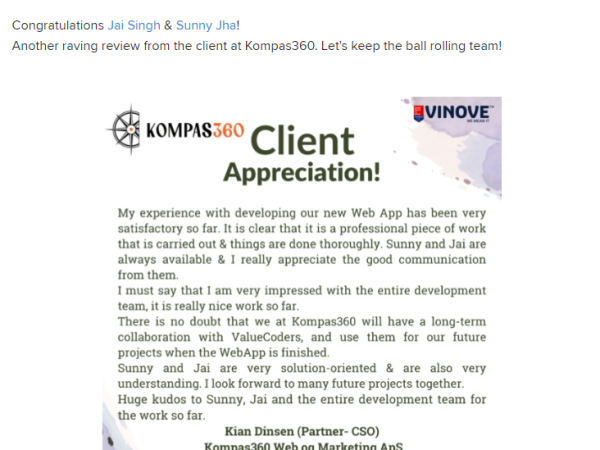 Congratulations Jai Singh & Sunny Jha!
Another raving review from the client at Kompas360. Let's keep the ball rolling team!
KOMPAS360
VINOVE
Client
Appreciation!
My experience with developing our new Web App has been very
satisfactory so far. It is clear that it is a professional piece of work
that is carried out & things are done thoroughly. Sunny and Jai are
always available & I really appreciate the good communication
from them.
I must say that I am very impressed with the entire development
team, it is really nice work so far.
There is no doubt that we at Kompas360 will have a long-term
collaboration with ValueCoders, and use them for our future
projects when the WebApp is finished.
Sunny and Jai are very solution-oriented & are also very
understanding. I look forward to many future projects together.
Huge kudos to Sunny, Jai and the entire development team for
the work so far.
Kian Dinsen (Partner- CSO)
Kompas360 Web og Marketing ApS